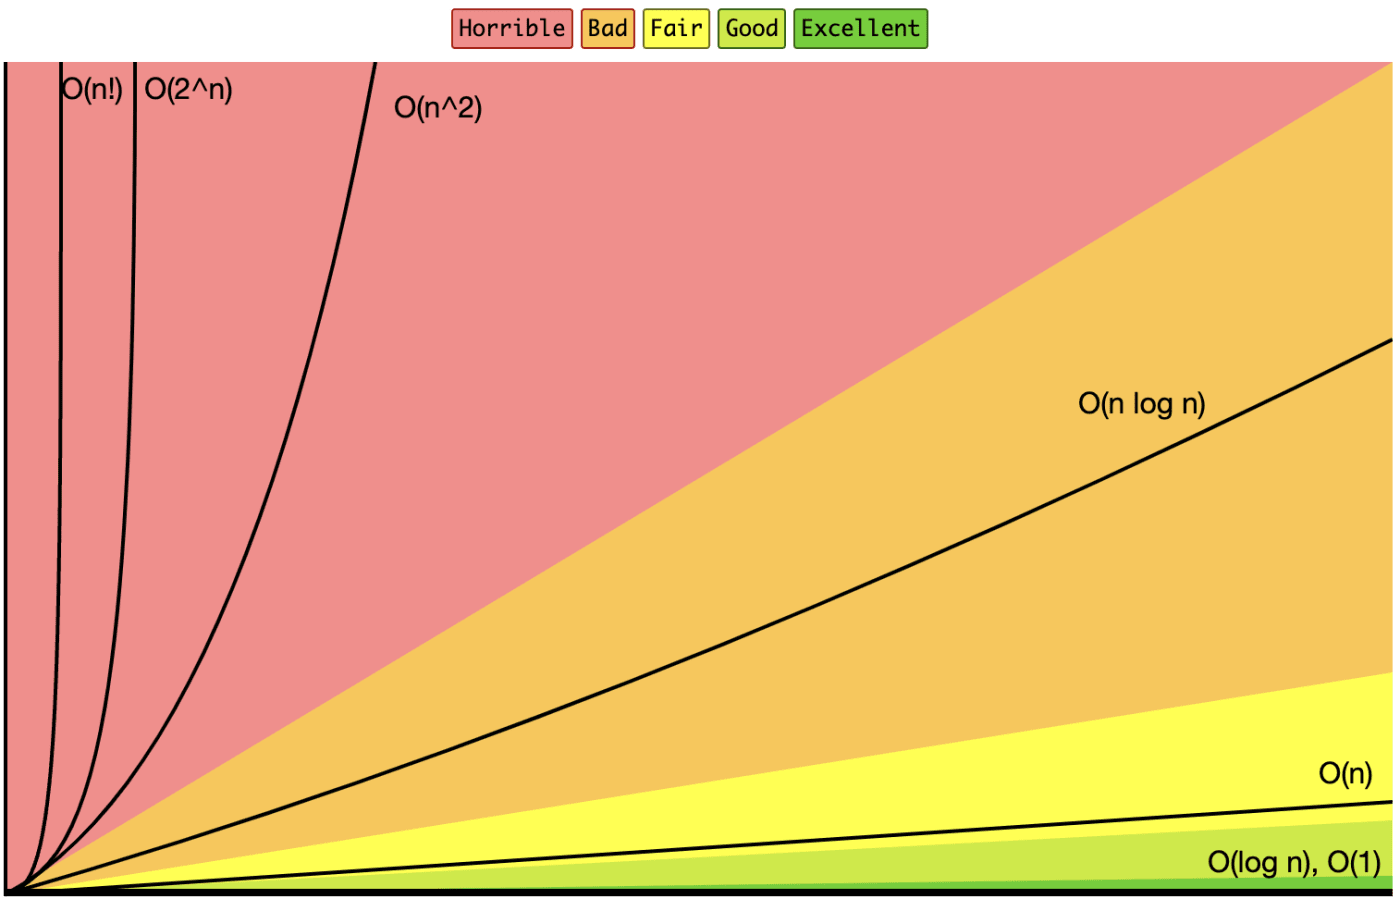 Horrible Bad Fair Good Excellent
O(n!) O(2^n)
O(n^2)
O(n log n)
O(n)
O(log n), O(1)